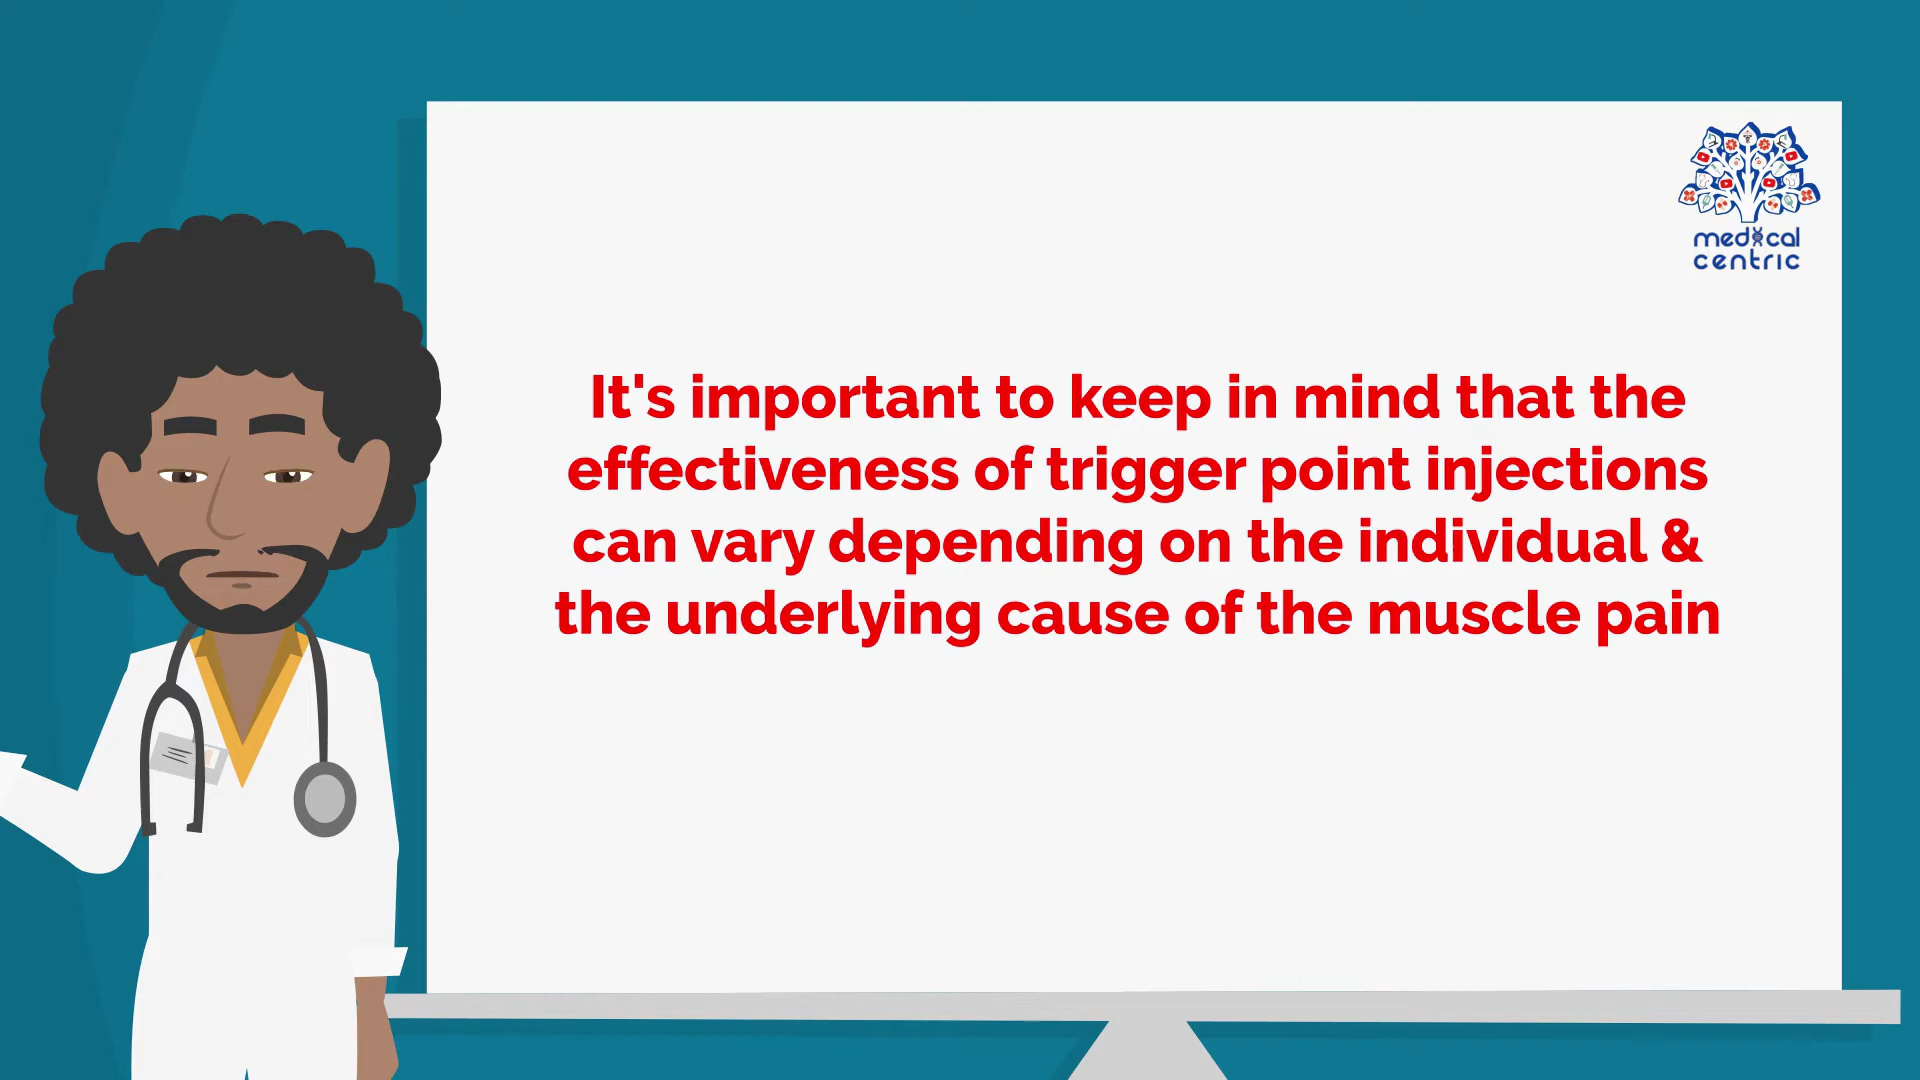 medical
centric
It's important to keep in mind that the
effectiveness of trigger point injections
can vary depending on the individual &
the underlying cause of the muscle pain